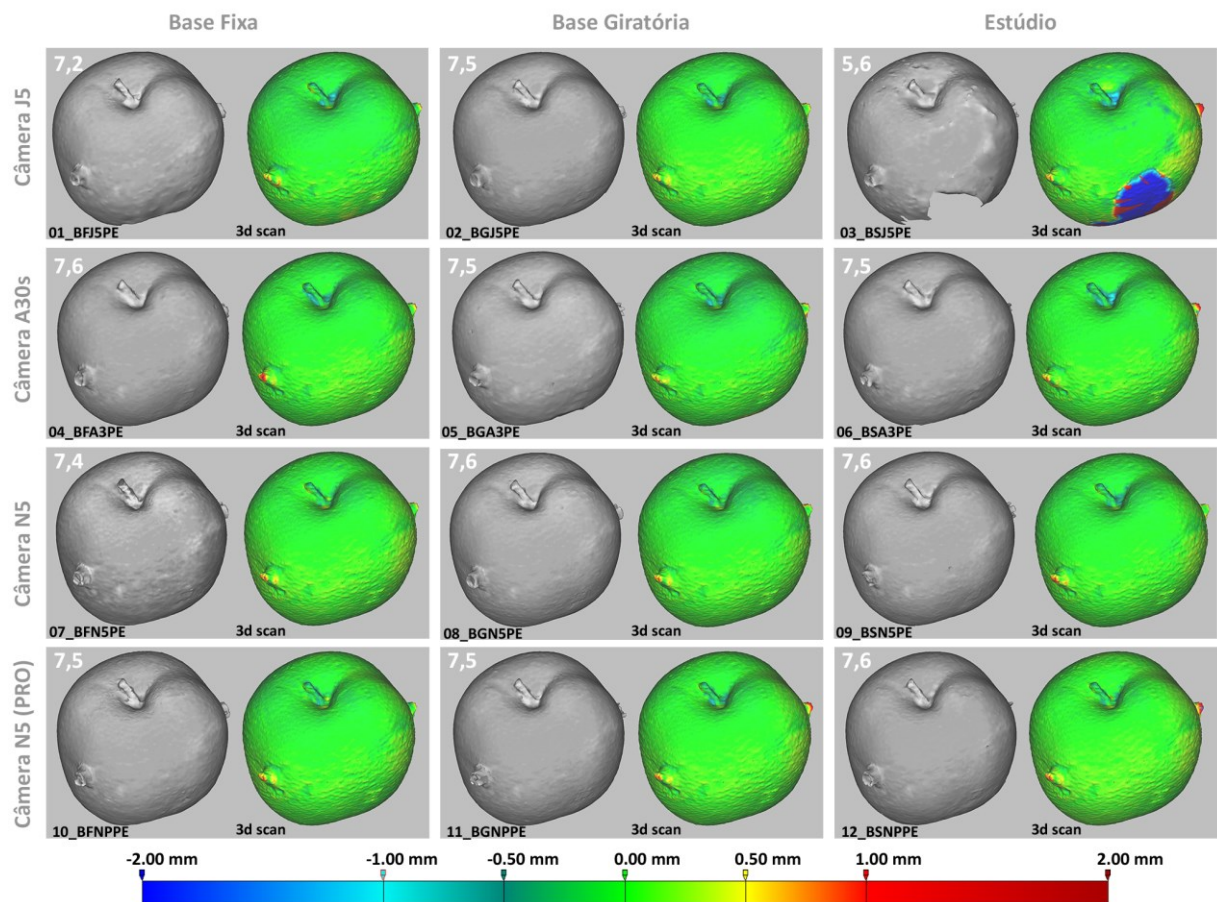 Base Fixa
Base Giratória
Estúdio
Câmera J5
7,2
01_BFJ5PE
3d scan
7,5
02_BGJ5PE
3d scan
5,6
03_BSJ5PE
3d scan
Câmera A30s
7,6
04_BFA3PE
3d scan
7,5
05_BGA3PE
3d scan
7,5
06_BSA3PE
3d scan
Câmera N5
7,4
07_BFN5PE
3d scan
7,6
08_BGN5PE
3d scan
7,6
09_BSN5PE
3d scan
Câmera N5 (PRO)
7,5
10_BFNPPE
3d scan
7,5
11_BGNPPE
3d scan
7,6
12_BSNPPE
3d scan
-2.00 mm -1.00 mm -0.50 mm 0.00 mm 0.50 mm 1.00 mm 2.00 mm